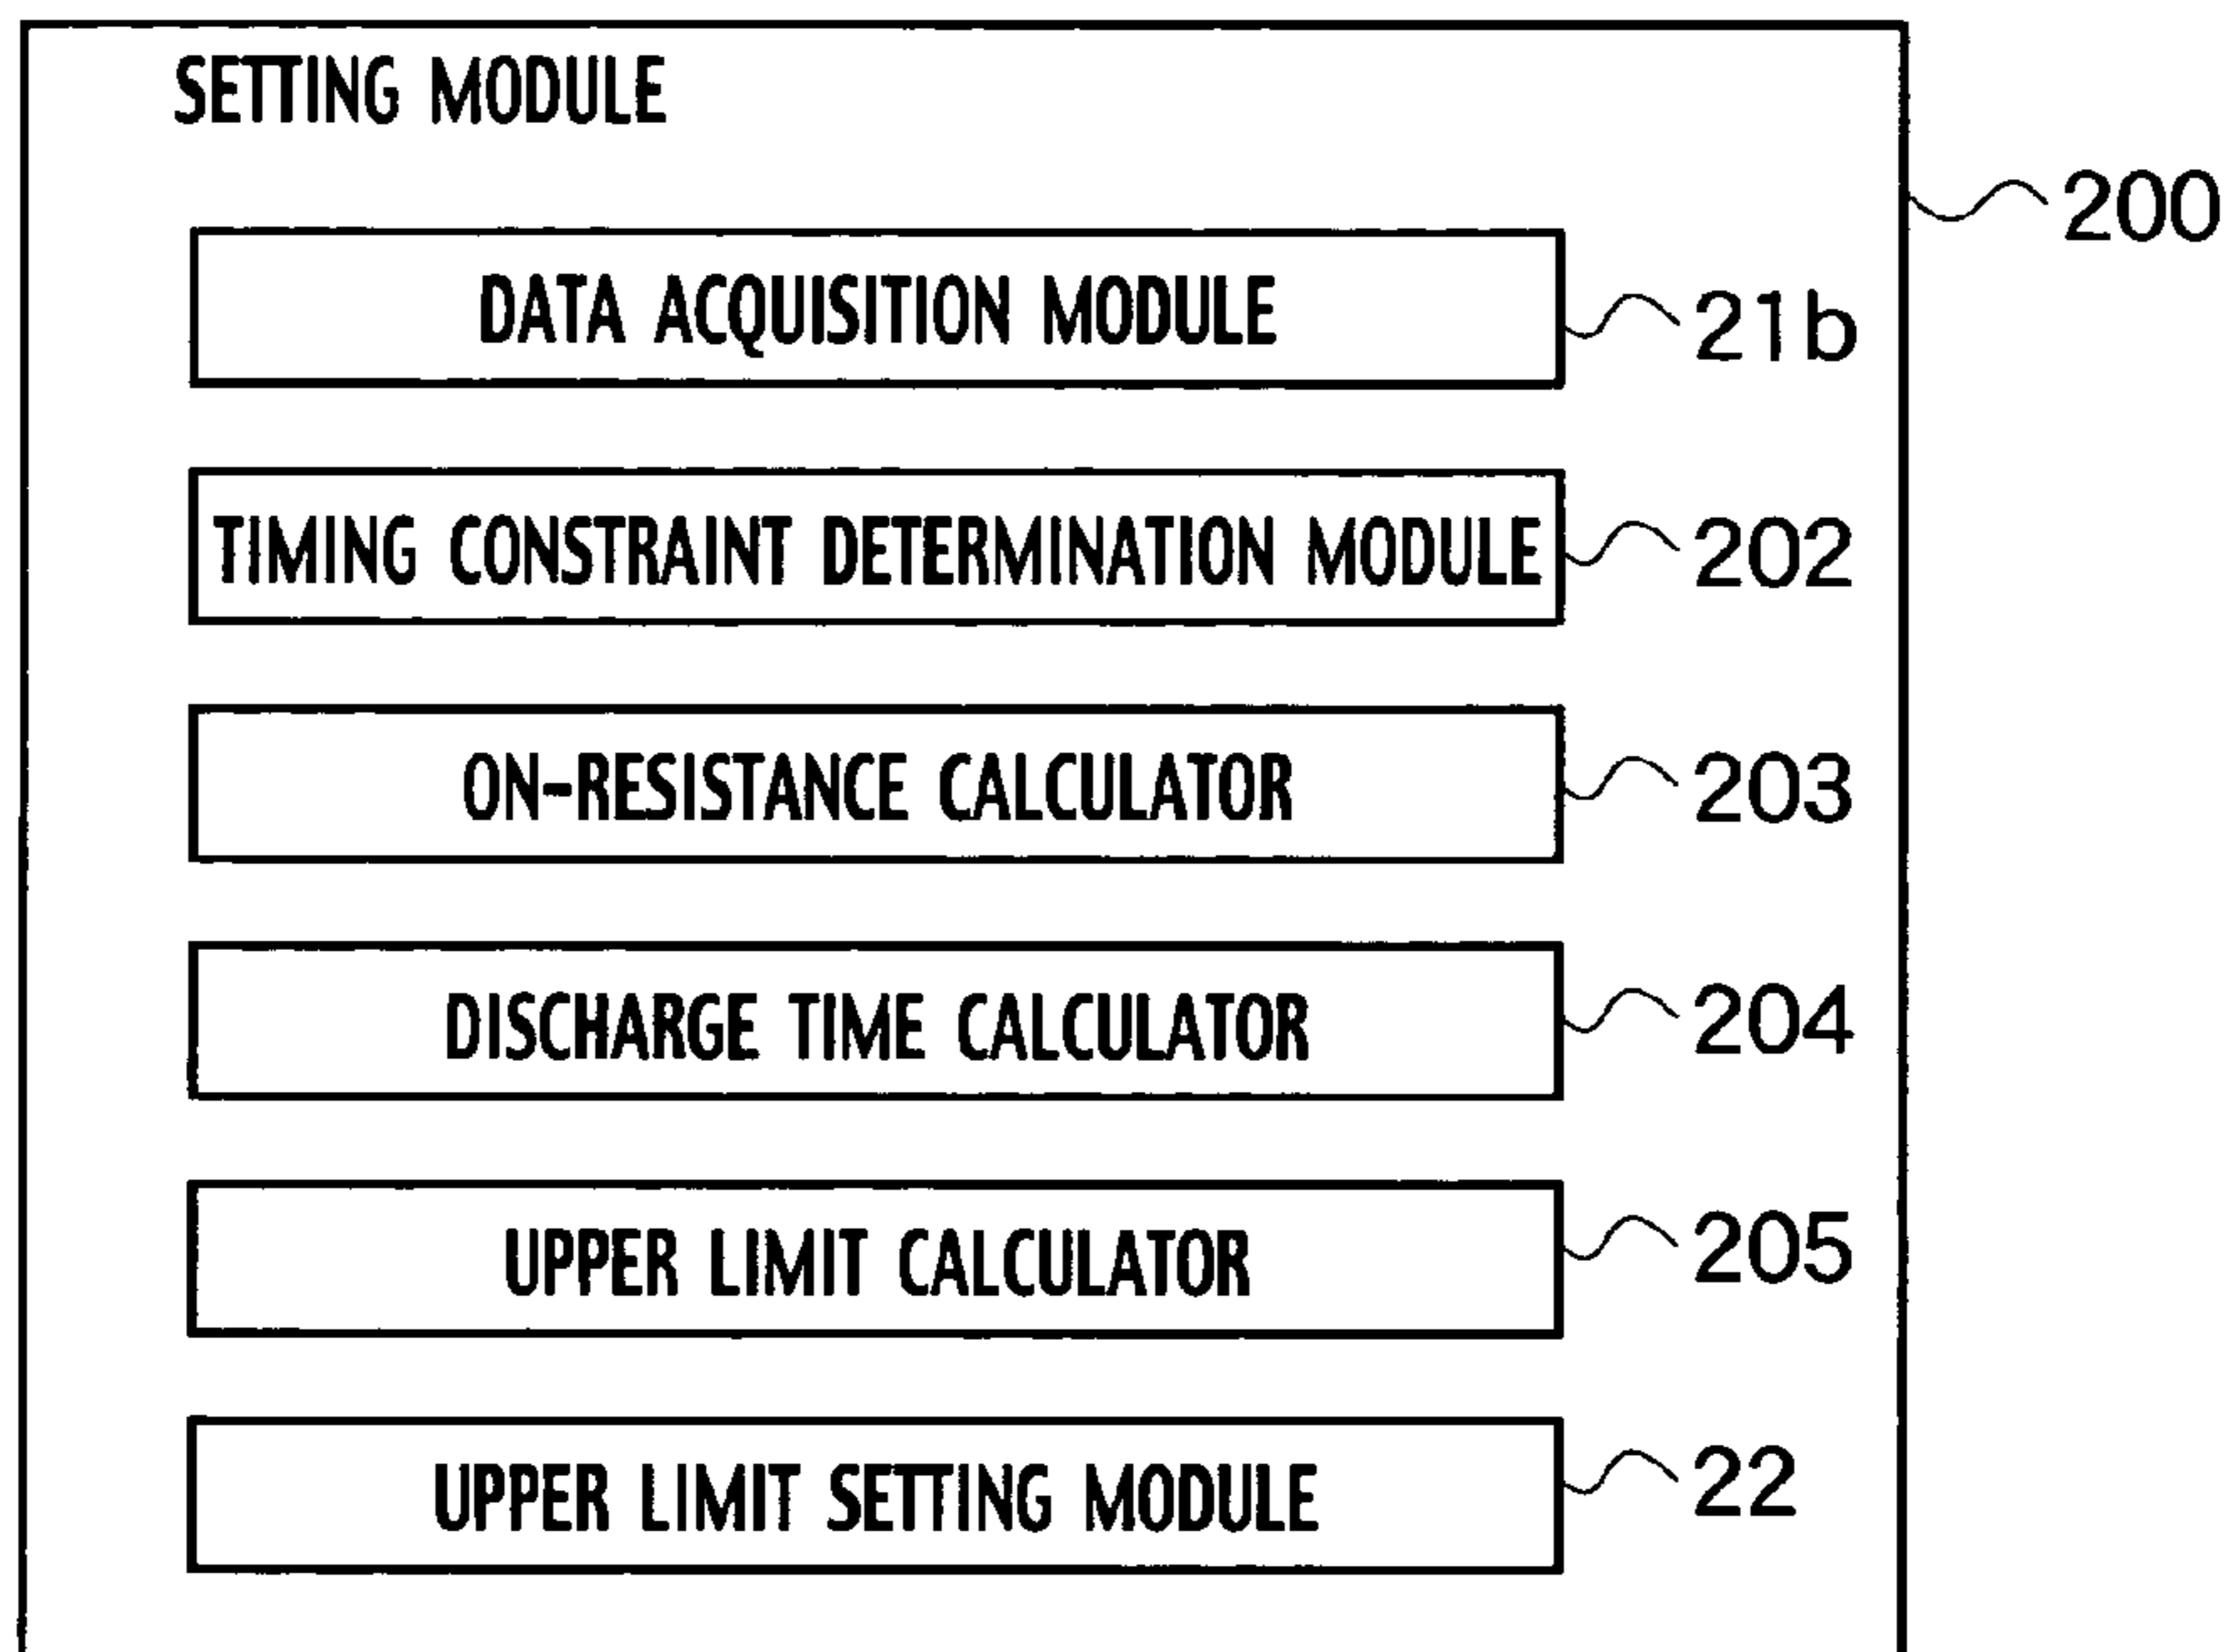 SETTING MODULE
200
DATA ACQUISITION MODULE 21b
TIMING CONSTRAINT DETERMINATION MODULE 202
ON-RESISTANCE CALCULATOR 203
DISCHARGE TIME CALCULATOR 204
UPPER LIMIT CALCULATOR 205
UPPER LIMIT SETTING MODULE 22